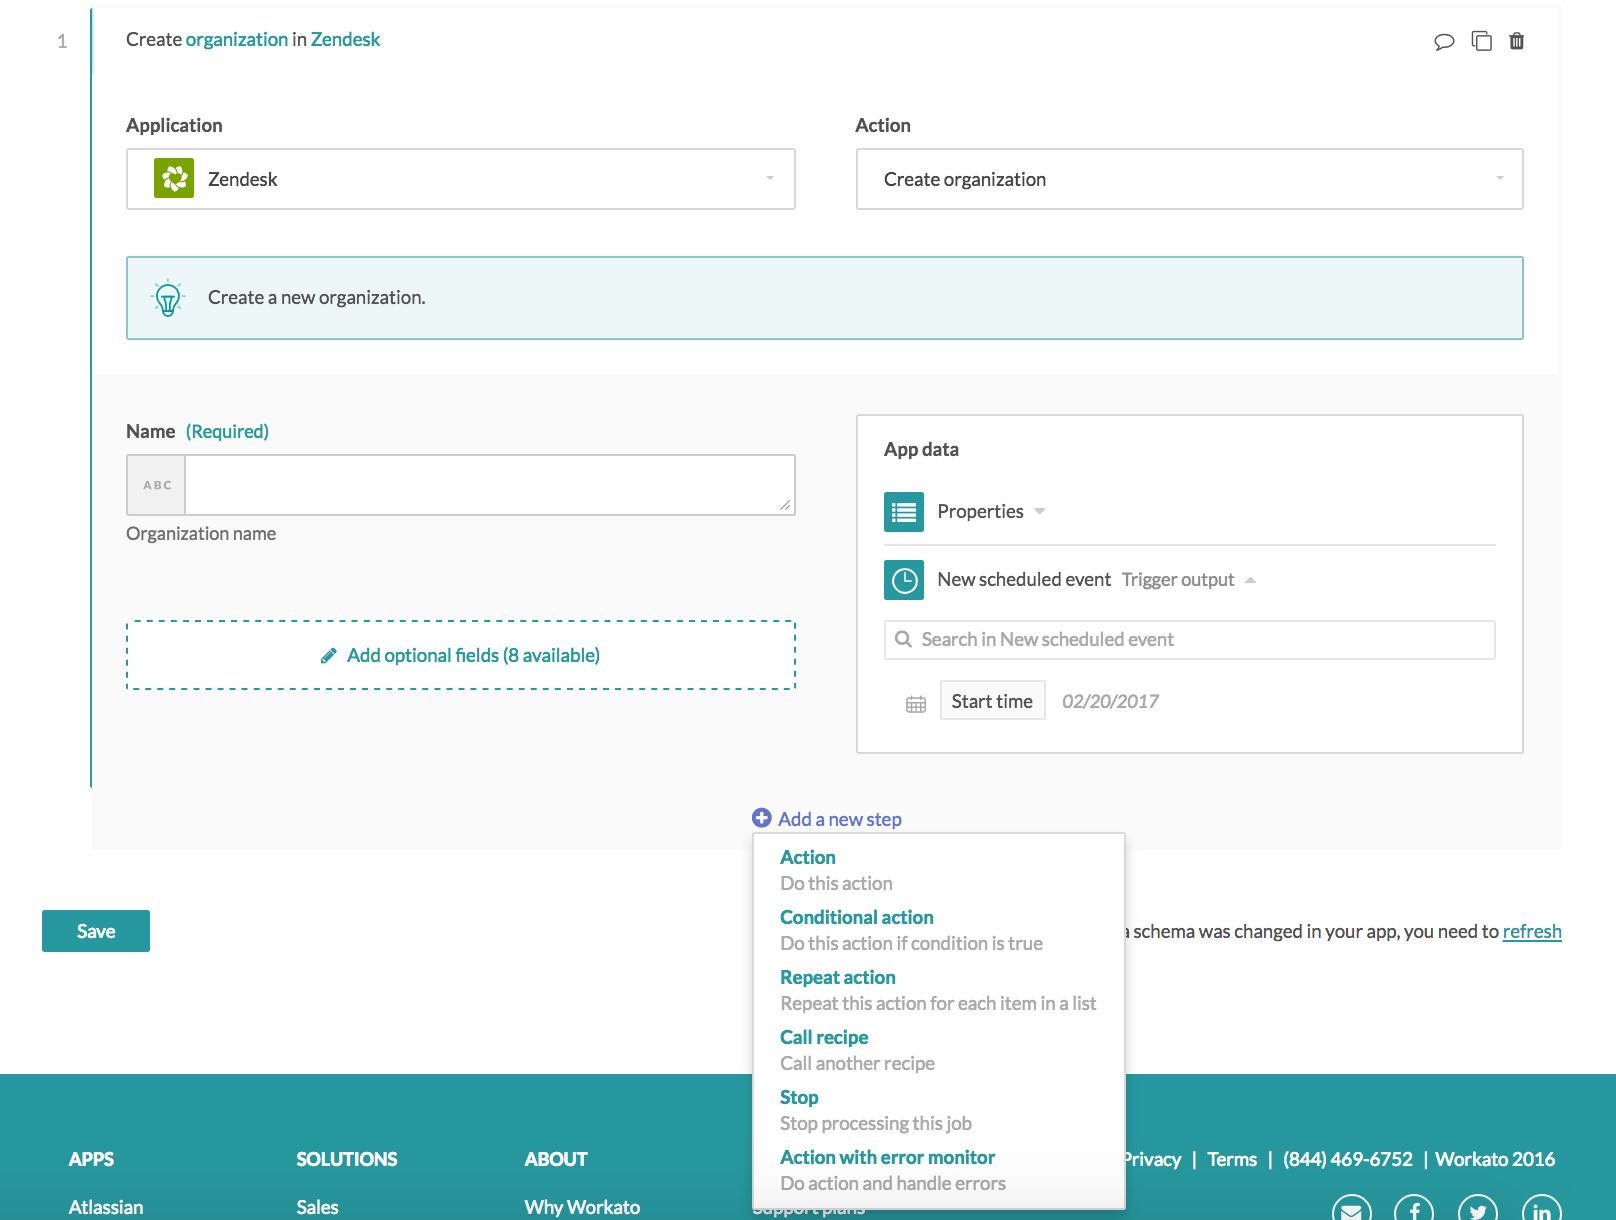 1
Create organization in Zendesk
Application
Action
Zendesk
Create organization
Create a new organization.
Name (Required)
ABC
Organization name
Add optional fields (8 available)
App data
Properties
New scheduled event Trigger output
Search in New scheduled event
Start time 02/20/2017
Add a new step
Action
Do this action
Conditional action
Do this action if condition is true
Repeat action
Repeat this action for each item in a list
Call recipe
Call another recipe
Stop
Stop processing this job
Action with error monitor
Do action and handle errors
Save
a schema was changed in your app, you need to refresh
APPS
SOLUTIONS
ABOUT
Privacy | Terms | (844) 469-6752 | Workato 2016
Atlassian
Sales
Why Workato
Support plans